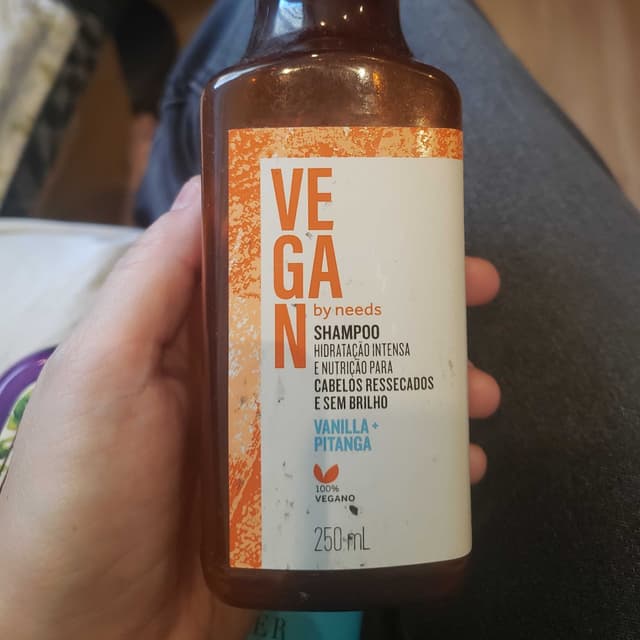 VE
GA
N
by needs
SHAMPOO
HIDRATAÇÃO INTENSA
E NUTRIÇÃO PARA
CABELOS RESSECADOS
E SEM BRILHO
VANILLA +
PITANGA
100%
VEGANO
250 mL